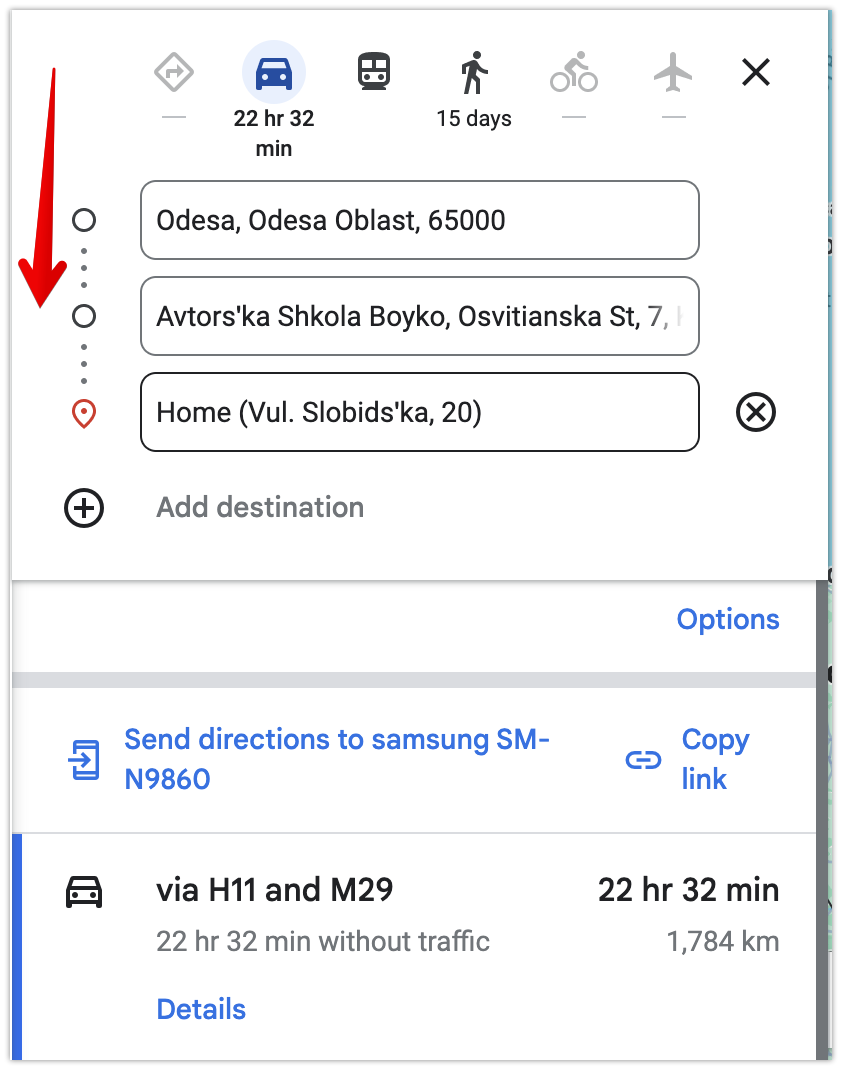 22 hr 32
min
15 days
Odesa, Odesa Oblast, 65000
Avtors'ka Shkola Boyko, Osvitianska St, 7,
Home (Vul. Slobids'ka, 20)
Add destination
Options
Send directions to samsung SM-
N9860
Copy
link
via H11 and M29
22 hr 32 min
22 hr 32 min without traffic
1,784 km
Details